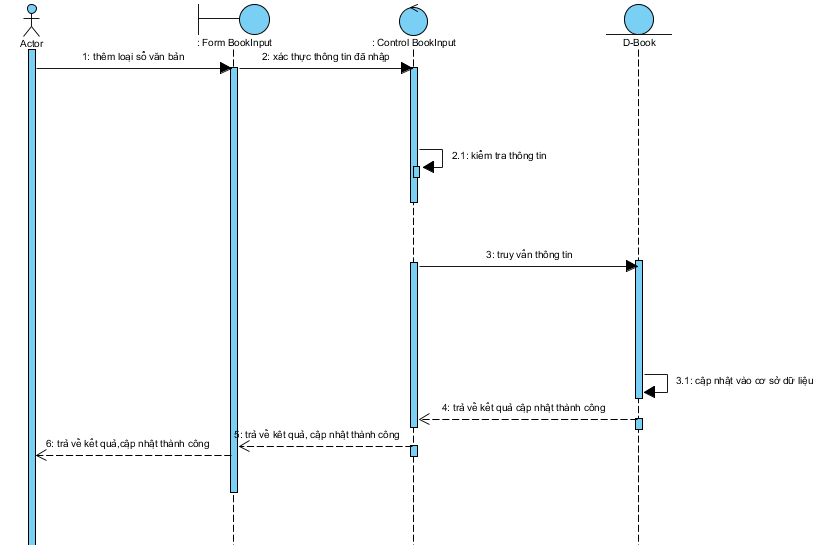 Actor
: Form BookInput
: Control BookInput
D-Book
1: thêm loại sổ văn bản
2: xác thực thông tin đã nhập
2.1: kiểm tra thông tin
3: truy vấn thông tin
3.1: cập nhật vào cơ sở dữ liệu
4: trả về kết quả cập nhật thành công
5: trả về kết quả, cập nhật thành công
6: trả về kết quả,cập nhật thành công